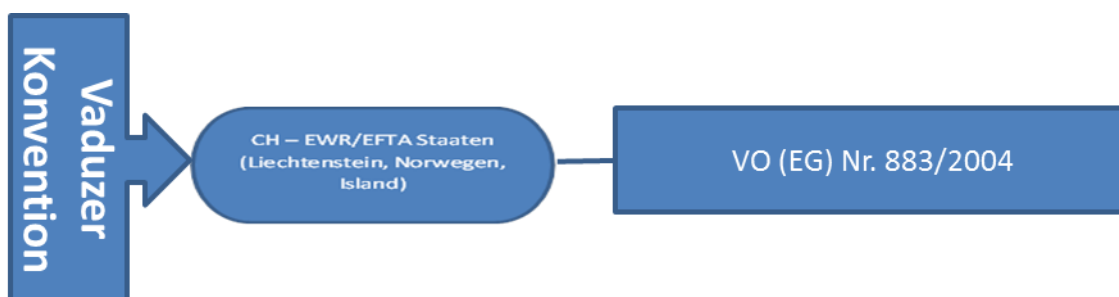 Vaduzer
Konvention
CH – EWR/EFTA Staaten
(Liechtenstein, Norwegen,
Island)
VO (EG) Nr. 883/2004